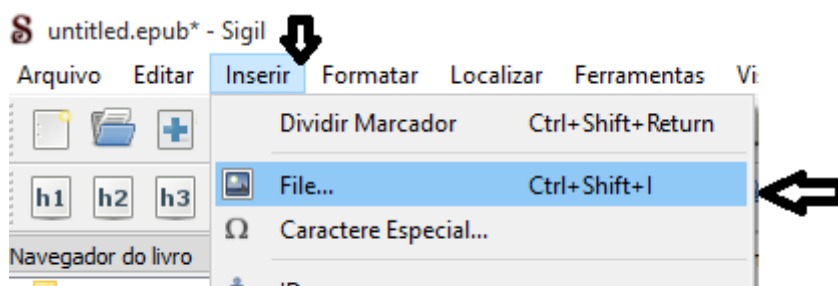 untitled.epub* - Sigil
Arquivo Editar Inserir Formatar Localizar Ferramentas
Dividir Marcador Ctrl+Shift+Return
File... Ctrl+Shift+I
h1 h2 h3
Ω Caractere Especial...
Navegador do livro